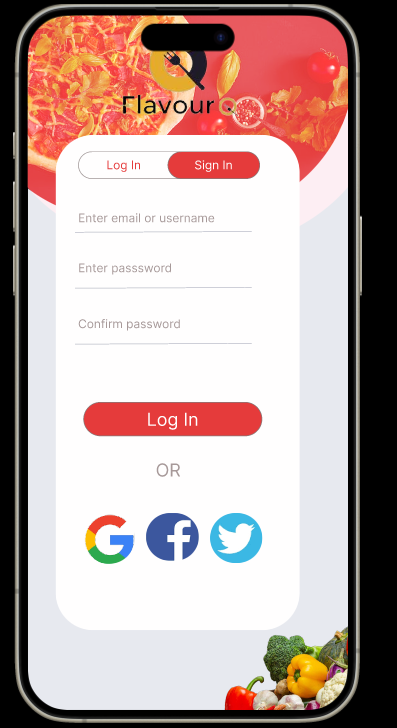 Flavour
Log In Sign In
Enter email or username
Enter passsword
Confirm password
Log In
OR